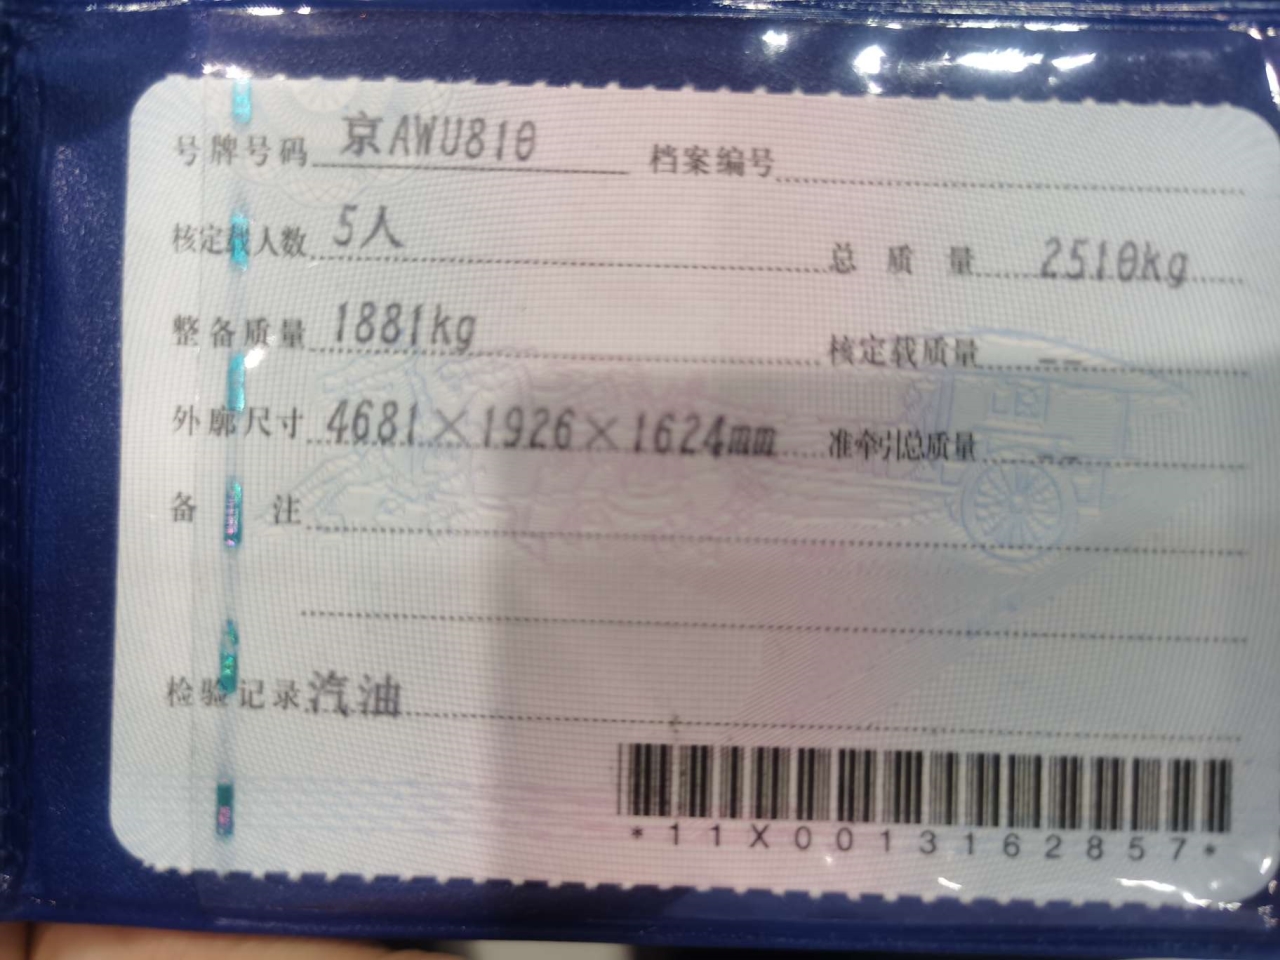 号牌号码 京AWU810 档案编号
核定载人数 5人 总质量 2510kg
整备质量 1881kg 核定载质量 --
外廓尺寸 4681×1926×1624mm 准牵引总质量 --
备注
检验记录 汽油
*11X0013162857*